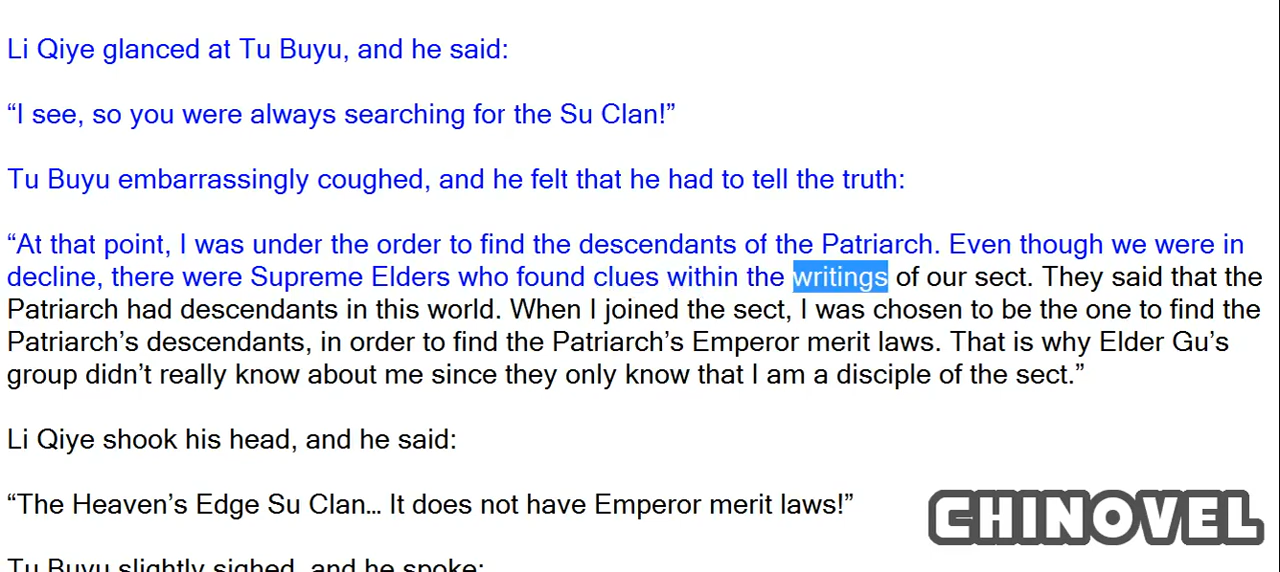 Li Qiye glanced at Tu Buyu, and he said:
“I see, so you were always searching for the Su Clan!”
Tu Buyu embarrassingly coughed, and he felt that he had to tell the truth:
“At that point, I was under the order to find the descendants of the Patriarch. Even though we were in
decline, there were Supreme Elders who found clues within the writings of our sect. They said that the
Patriarch had descendants in this world. When I joined the sect, I was chosen to be the one to find the
Patriarch’s descendants, in order to find the Patriarch’s Emperor merit laws. That is why Elder Gu’s
group didn’t really know about me since they only know that I am a disciple of the sect.”
Li Qiye shook his head, and he said:
“The Heaven’s Edge Su Clan… It does not have Emperor merit laws!”
CHINOVEL
Tu Buyu slightly sighed, and he spoke: